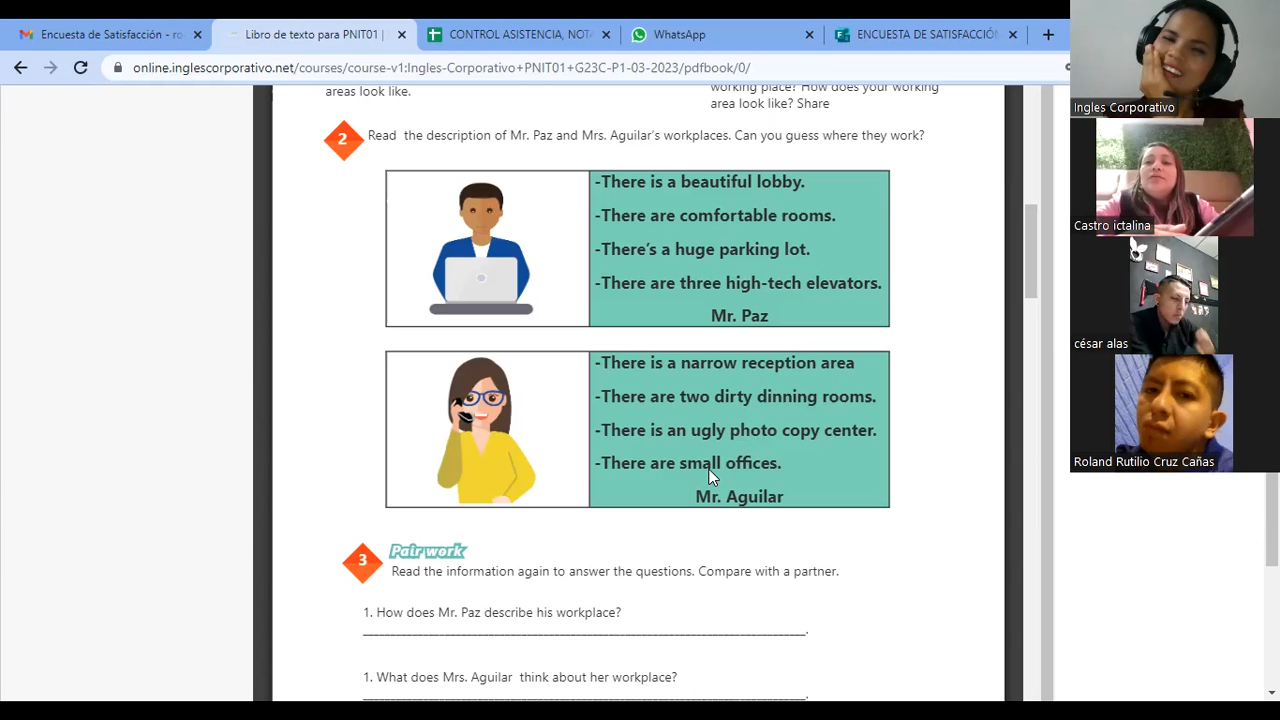 Encuesta de Satisfacción - ro
Libro de texto para PNIT01 |
CONTROL ASISTENCIA, NOTA
WhatsApp
ENCUESTA DE SATISFACCIÓN
online.inglescorporativo.net/courses/course-v1:Ingles-Corporativo+PNIT01+G23C-P1-03-2023/pdfbook/0/
areas look like.
working place? How does your working
area look like? Share
2
Read the description of Mr. Paz and Mrs. Aguilar's workplaces. Can you guess where they work?
-There is a beautiful lobby.
-There are comfortable rooms.
-There's a huge parking lot.
-There are three high-tech elevators.
Mr. Paz
-There is a narrow reception area
-There are two dirty dinning rooms.
-There is an ugly photo copy center.
-There are small offices.
Mr. Aguilar
3
Pair work
Read the information again to answer the questions. Compare with a partner.
1. How does Mr. Paz describe his workplace?
1. What does Mrs. Aguilar think about her workplace?
Ingles Corporativo
Castro ictalina
césar alas
Roland Rutilio Cruz Cañas